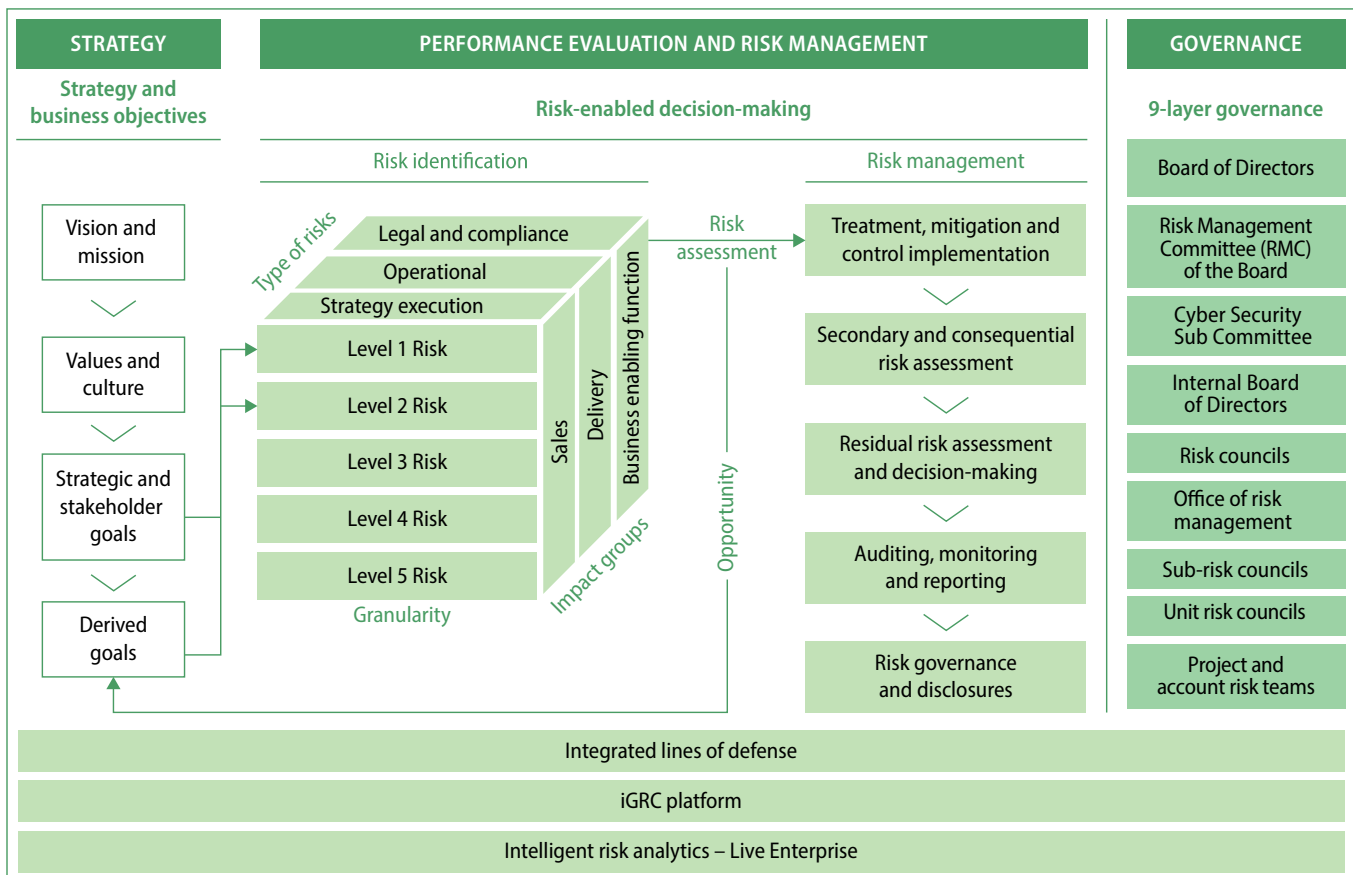 STRATEGY
Strategy and
business objectives
Vision and
mission
Values and
culture
Strategic and
stakeholder
goals
Derived
goals
PERFORMANCE EVALUATION AND RISK MANAGEMENT
Risk-enabled decision-making
Risk identification
Type of risks
Legal and compliance
Operational
Strategy execution
Level 1 Risk
Level 2 Risk
Level 3 Risk
Level 4 Risk
Level 5 Risk
Granularity
Sales
Delivery
Business enabling function
Impact groups
Risk
assessment
Opportunity
Risk management
Treatment, mitigation and
control implementation
Secondary and consequential
risk assessment
Residual risk assessment
and decision-making
Auditing, monitoring
and reporting
Risk governance
and disclosures
GOVERNANCE
9-layer governance
Board of Directors
Risk Management
Committee (RMC)
of the Board
Cyber Security
Sub Committee
Internal Board
of Directors
Risk councils
Office of risk
management
Sub-risk councils
Unit risk councils
Project and
account risk teams
Integrated lines of defense
iGRC platform
Intelligent risk analytics – Live Enterprise